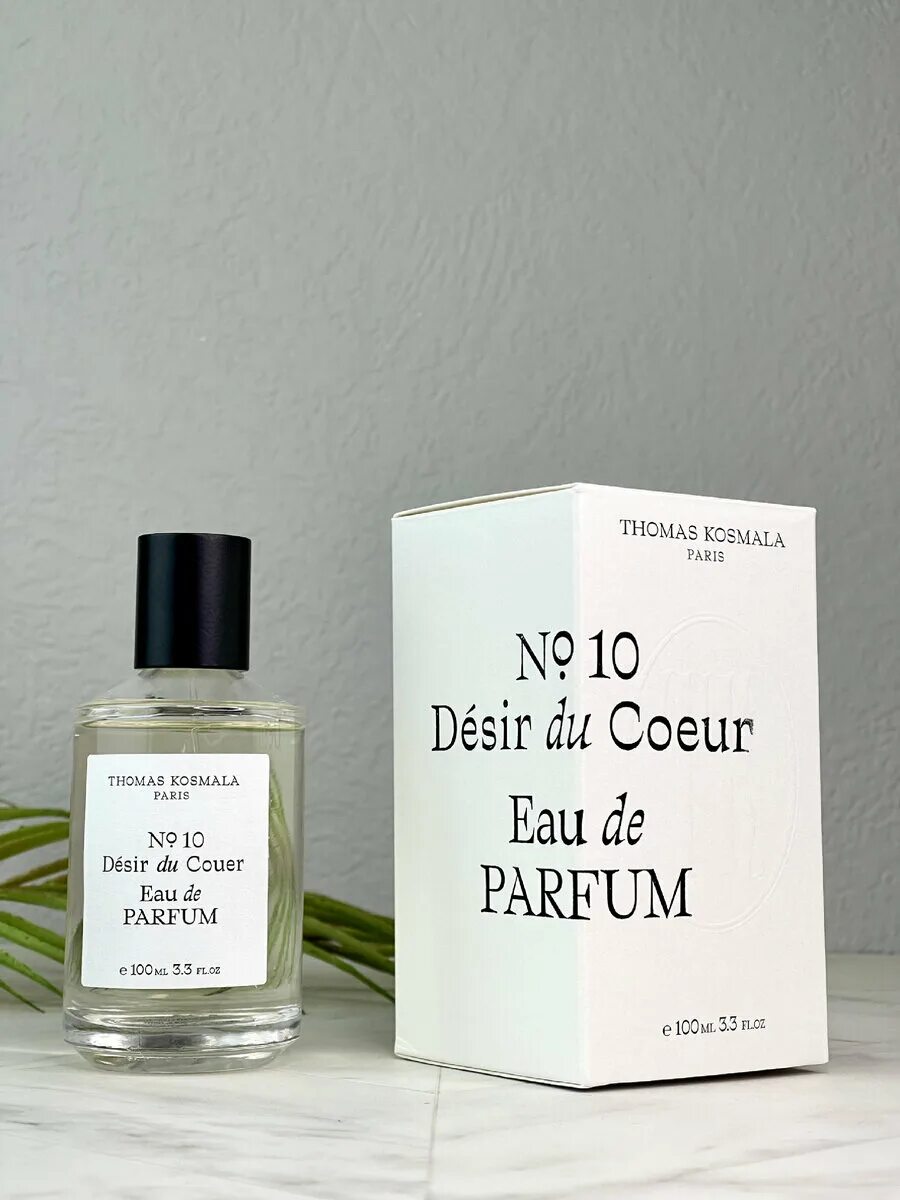 THOMAS KOSMALA
PARIS
Nº 10
Désir du Couer
Eau de
PARFUM
e 100ML 3.3 FL.OZ
THOMAS KOSMALA
PARIS
Nº 10
Désir du Coeur
Eau de
PARFUM
e 100ML 3.3 FL.OZ